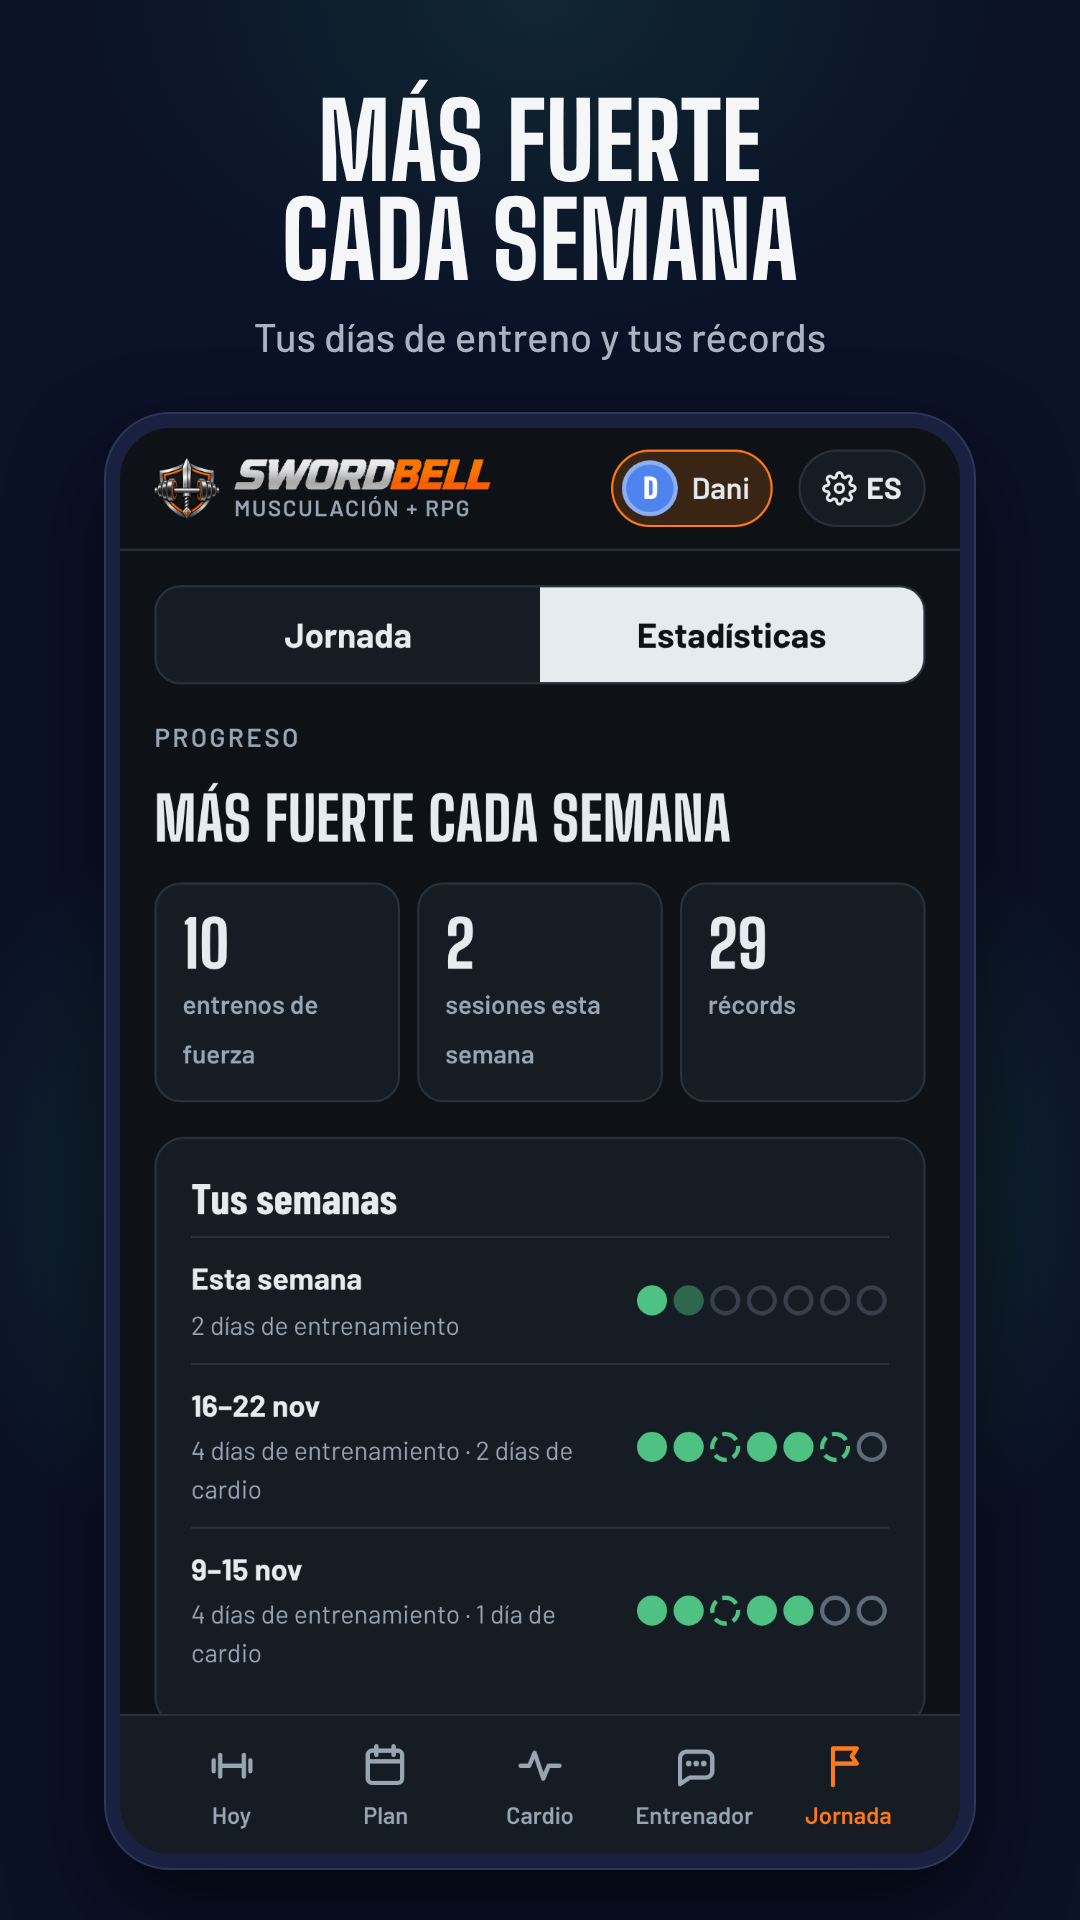 MÁS FUERTE
CADA SEMANA
Tus días de entreno y tus récords
SWORDBELL
MUSCULACIÓN + RPG
D Dani
ES
Jornada
Estadísticas
PROGRESO
MÁS FUERTE CADA SEMANA
10
entrenos de
fuerza
2
sesiones esta
semana
29
récords
Tus semanas
Esta semana
2 días de entrenamiento
16–22 nov
4 días de entrenamiento · 2 días de
cardio
9–15 nov
4 días de entrenamiento · 1 día de
cardio
Hoy
Plan
Cardio
Entrenador
Jornada